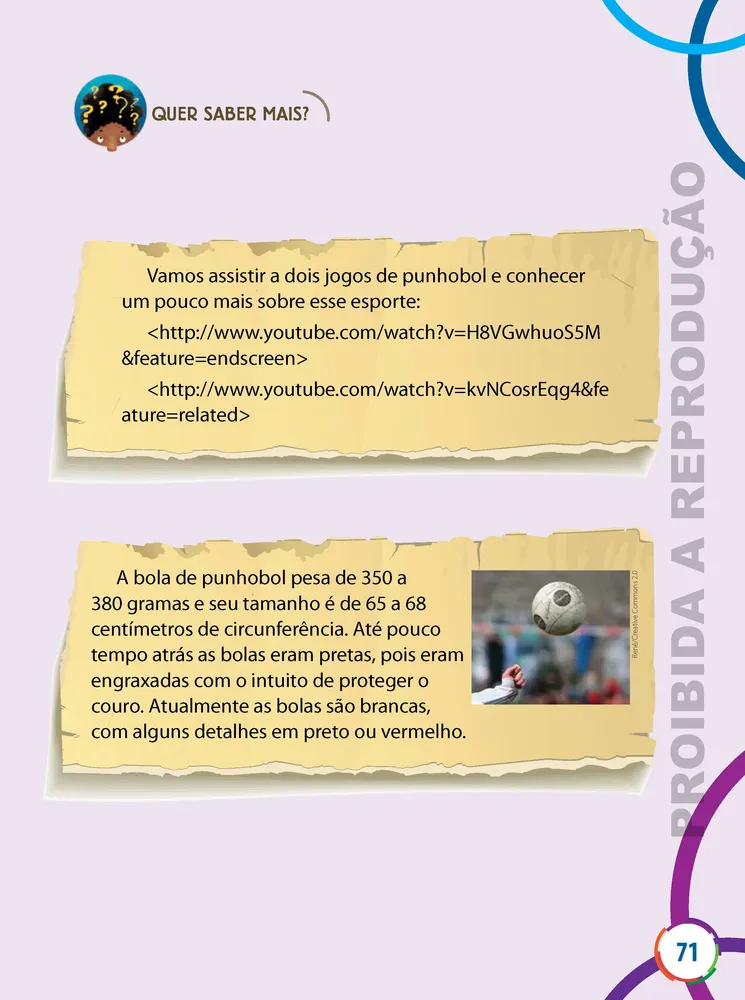 QUER SABER MAIS?
Vamos assistir a dois jogos de punhobol e conhecer
um pouco mais sobre esse esporte:
<http://www.youtube.com/watch?v=H8VGwhuoS5M
&feature=endscreen>
<http://www.youtube.com/watch?v=kvNCosrEqg4&fe
ature=related>
A bola de punhobol pesa de 350 a
380 gramas e seu tamanho é de 65 a 68
centímetros de circunferência. Até pouco
tempo atrás as bolas eram pretas, pois eram
engraxadas com o intuito de proteger o
couro. Atualmente as bolas são brancas,
com alguns detalhes em preto ou vermelho.
René/Creative Commons 2.0
PROIBIDA A REPRODUÇÃO
71